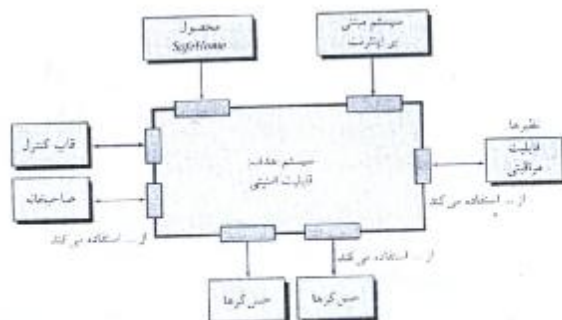 محصول
SafeHome
سیستم مبتنی
بر اینترنت
قاب کنترل
صاحبخانه
سیستم هدف:
قابلیت امنیتی
قابلیت
مراقبتی
از ... استفاده می کند
از ... استفاده می کند
از ... استفاده می کند
حس گرها
حس گرها